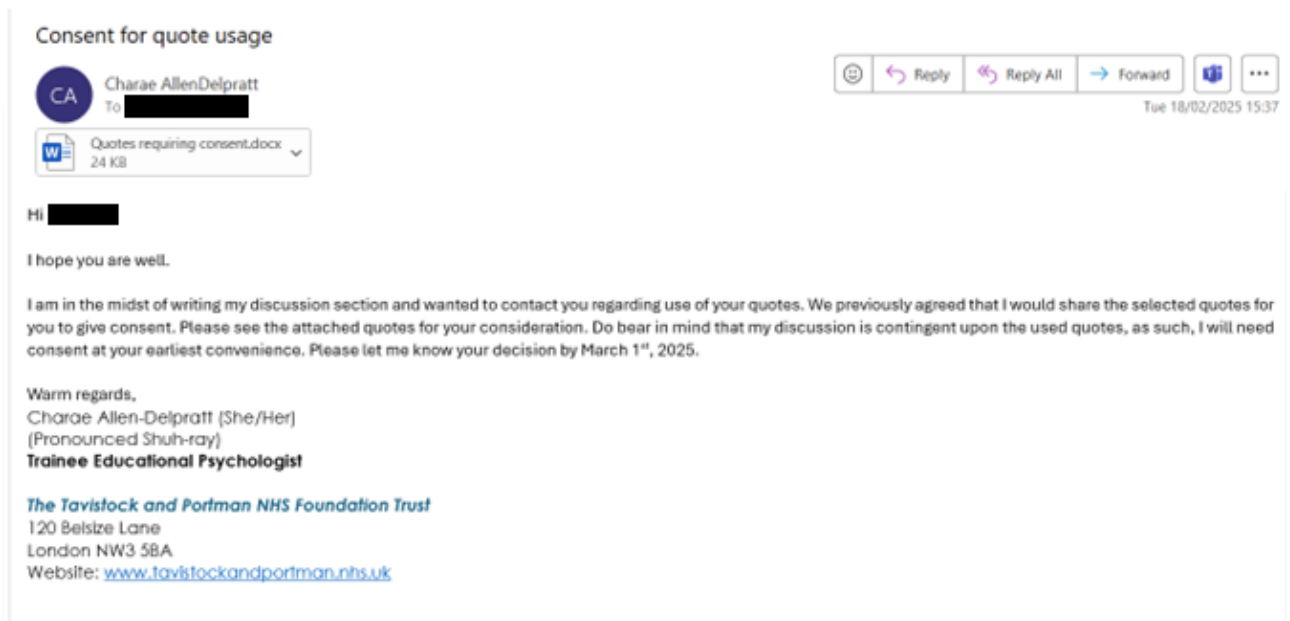 Consent for quote usage
CA
Charae AllenDelpratt
To
Reply
Reply All
Forward
Tue 18/02/2025 15:37
W
Quotes requiring consent.docx
24 KB
Hi
I hope you are well.
I am in the midst of writing my discussion section and wanted to contact you regarding use of your quotes. We previously agreed that I would share the selected quotes for
you to give consent. Please see the attached quotes for your consideration. Do bear in mind that my discussion is contingent upon the used quotes, as such, I will need
consent at your earliest convenience. Please let me know your decision by March 1st, 2025.
Warm regards,
Charae Allen-Delpratt (She/Her)
(Pronounced Shuh-ray)
Trainee Educational Psychologist
The Tavistock and Portman NHS Foundation Trust
120 Belsize Lane
London NW3 5BA
Website: www.tavistockandportman.nhs.uk